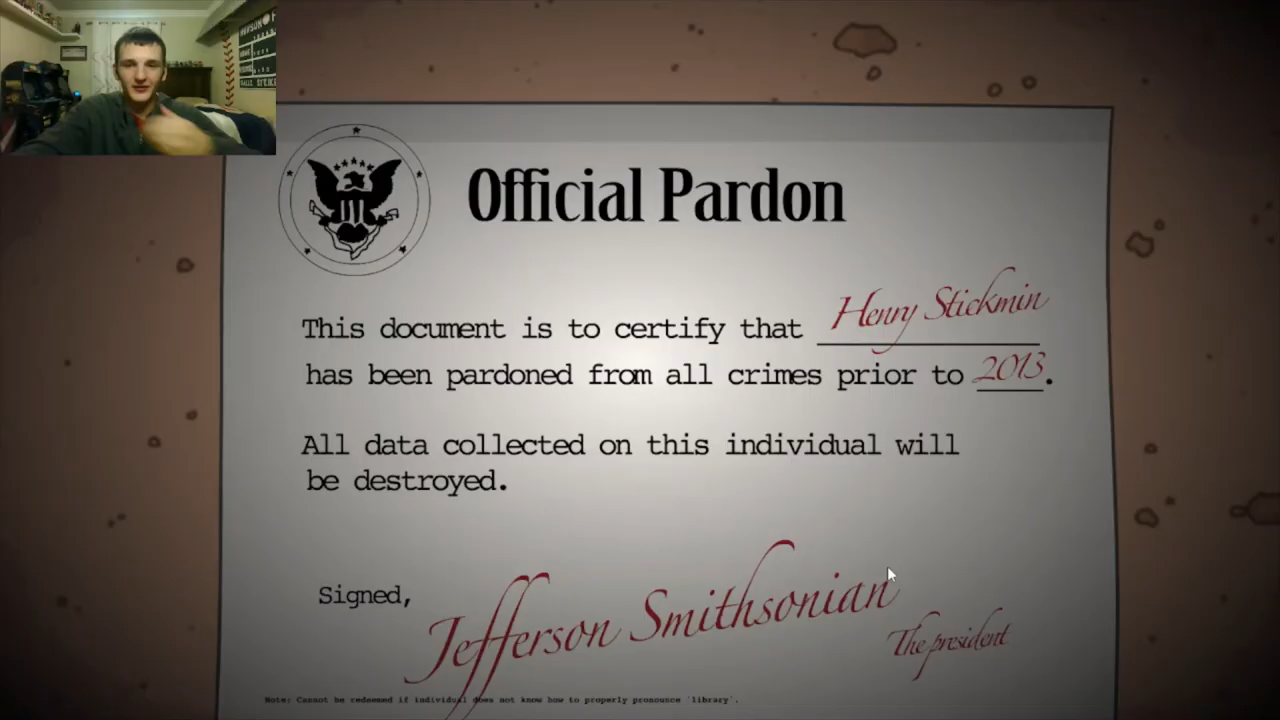 Official Pardon
This document is to certify that Henry Stickmin
has been pardoned from all crimes prior to 2013.
All data collected on this individual will
be destroyed.
Signed,
Jefferson Smithsonian
The president
Note: Cannot be redeemed if individual does not know how to properly pronounce 'library'.